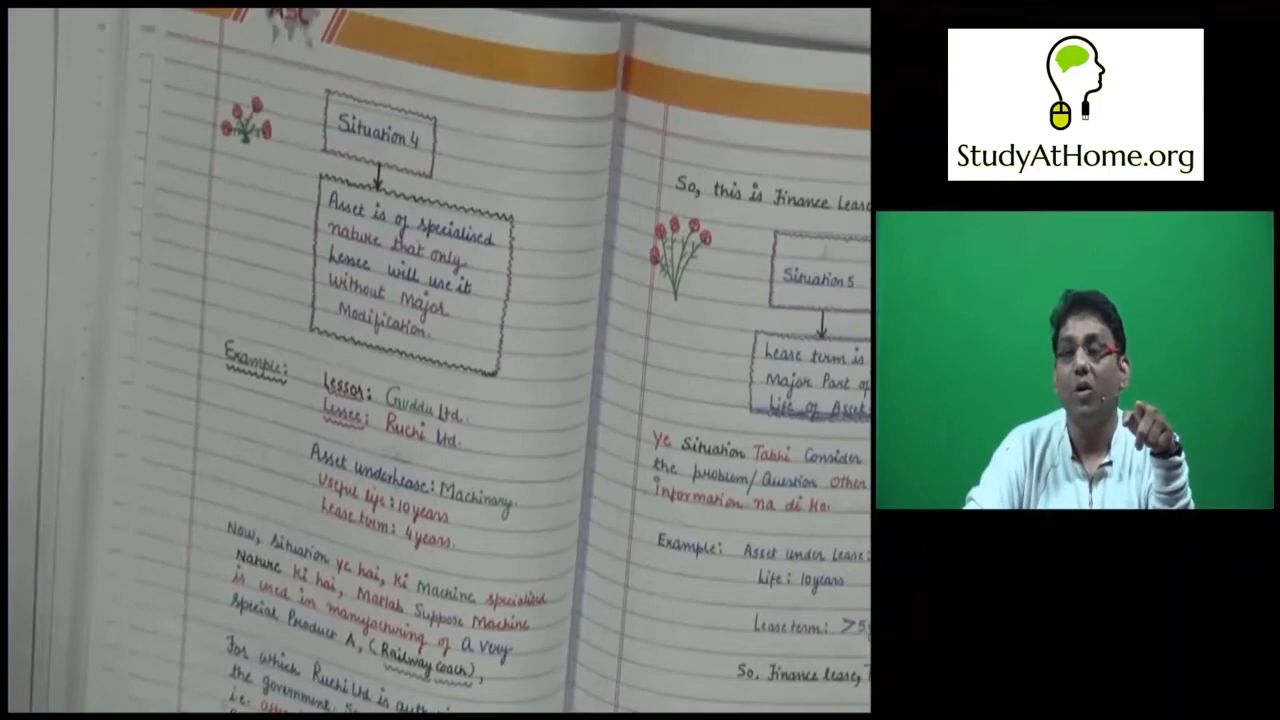 Situation 4
Asset is of specialised
nature that only
Lessee will use it
without Major
Modification.
Example:
Lessor: Guddu Ltd.
Lessee: Ruchi Ltd.
Asset under lease: Machinary.
Useful life: 10 years
Lease term: 4 years.
Now, situation ye hai, ki Machine specialised
Nature ki hai, Matlab Suppose Machine
is used in manufacturing of a very
special Product A, (Railway coach),
For which Ruchi Ltd is
the government.
i.e.
So, this is Finance Lease
Situation 5
Lease term is
Major Part of
Life of Asset
Ye Situation Tabhi Consider
the problem/Question Other
Information na di ho.
Example: Asset under Lease:
Life: 10 years
Lease term: >5
So, Finance lease,
StudyAtHome.org